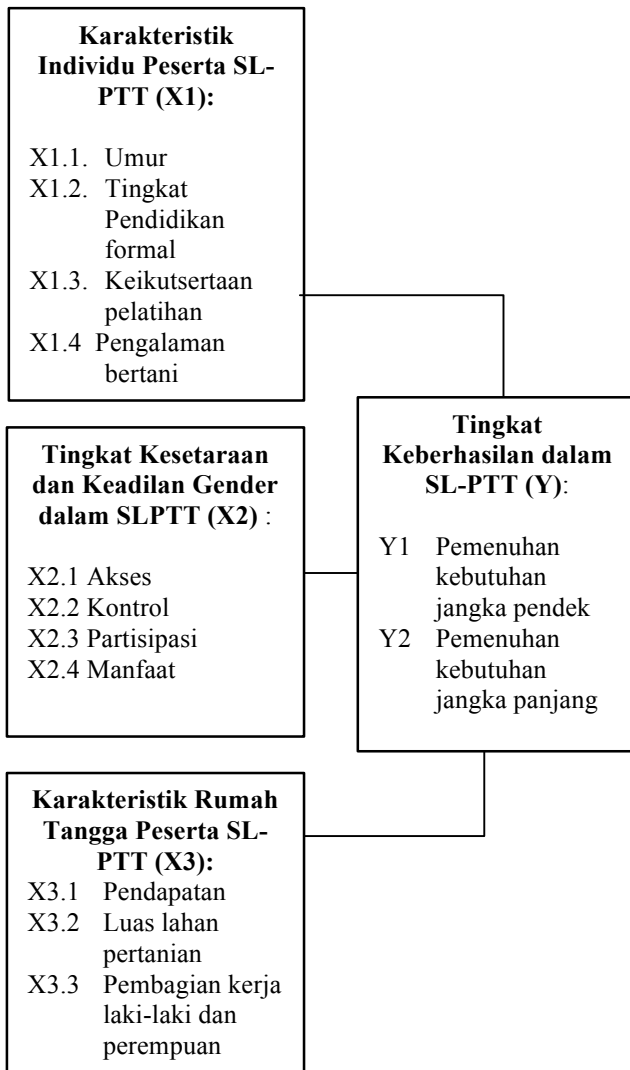 Karakteristik
Individu Peserta SL-
PTT (X1):
X1.1. Umur
X1.2. Tingkat
Pendidikan
formal
X1.3. Keikutsertaan
pelatihan
X1.4 Pengalaman
bertani
Tingkat Kesetaraan
dan Keadilan Gender
dalam SLPTT (X2) :
X2.1 Akses
X2.2 Kontrol
X2.3 Partisipasi
X2.4 Manfaat
Karakteristik Rumah
Tangga Peserta SL-
PTT (X3):
X3.1 Pendapatan
X3.2 Luas lahan
pertanian
X3.3 Pembagian kerja
laki-laki dan
perempuan
Tingkat
Keberhasilan dalam
SL-PTT (Y):
Y1 Pemenuhan
kebutuhan
jangka pendek
Y2 Pemenuhan
kebutuhan
jangka panjang